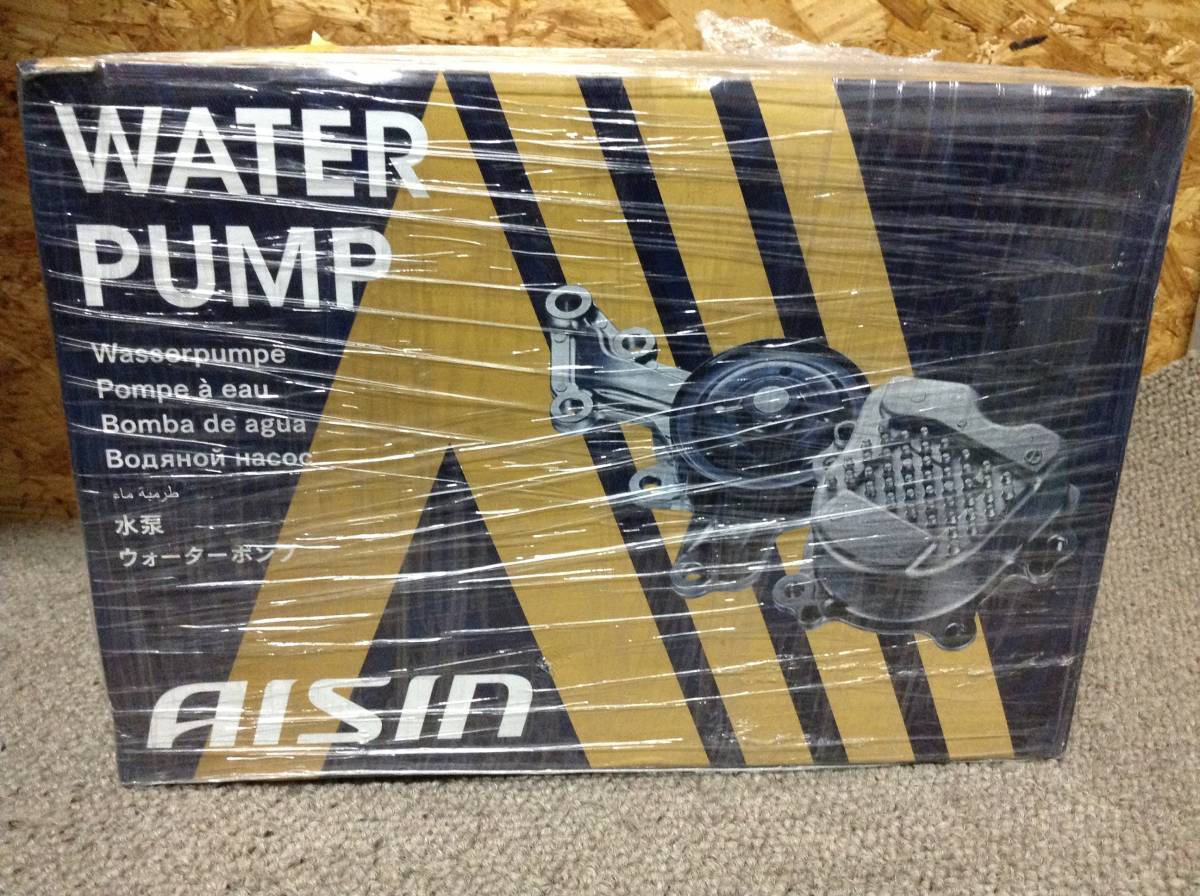 WATER
PUMP
Wasserpumpe
Pompe à eau
Bomba de agua
Водяной насос
طرمبة ماء
水泵
ウォーターポンプ
AISIN